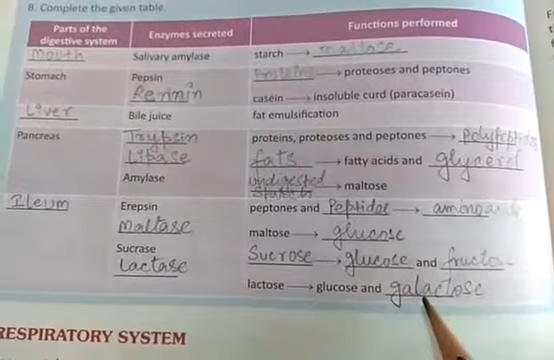 B. Complete the given table.
Parts of the digestive system Enzymes secreted Functions performed
Mouth Salivary amylase starch → maltose
Stomach Pepsin Proteins → proteoses and peptones
Rennin casein → insoluble curd (paracasein)
Liver Bile juice fat emulsification
Pancreas Trypsin proteins, proteoses and peptones → Polypeptides
Lipase fats → fatty acids and glycerol
Amylase undigested starch → maltose
Ileum Erepsin peptones and Peptides →
Maltase maltose → glucose
Sucrase Sucrose → glucose and fructose
Lactase lactose → glucose and galactose
RESPIRATORY SYSTEM